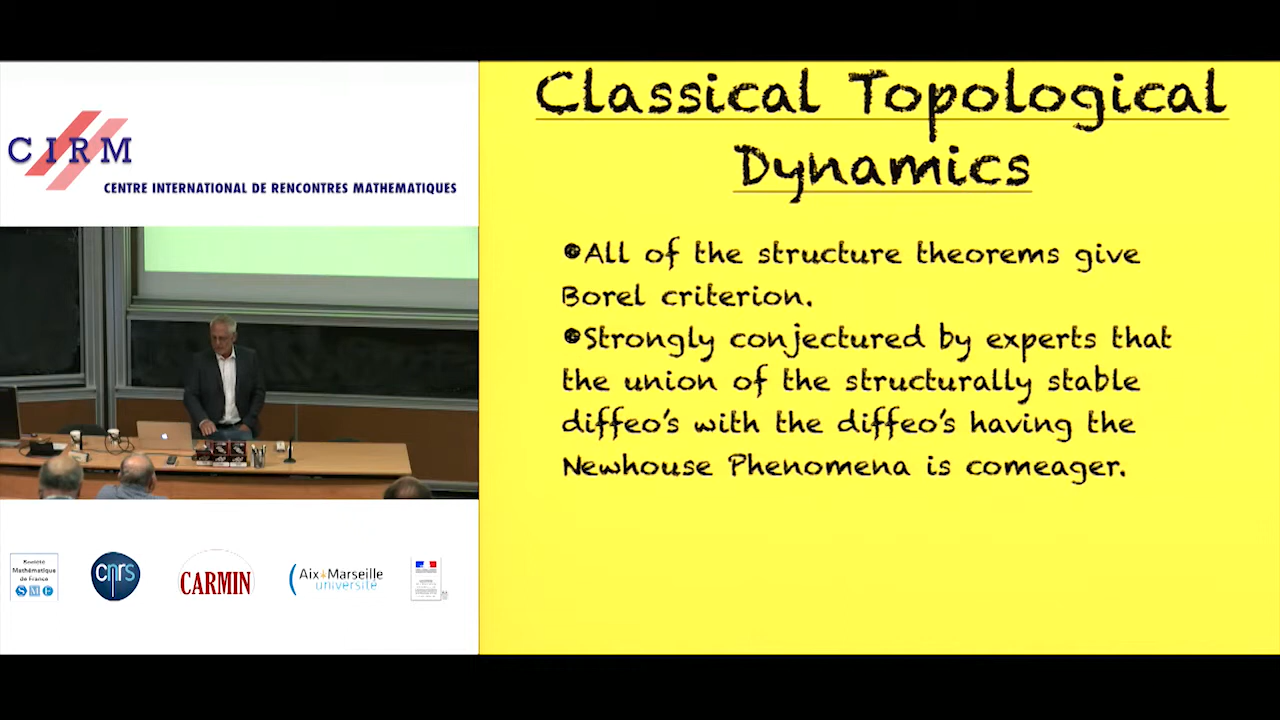 CIRM
CENTRE INTERNATIONAL DE RENCONTRES MATHEMATIQUES
Classical Topological
Dynamics
•All of the structure theorems give
Borel criterion.
•Strongly conjectured by experts that
the union of the structurally stable
diffeo's with the diffeo's having the
Newhouse Phenomena is comeager.
Société
Mathématique
de France
SMF
cnrs
CARMIN
Aix*Marseille
université